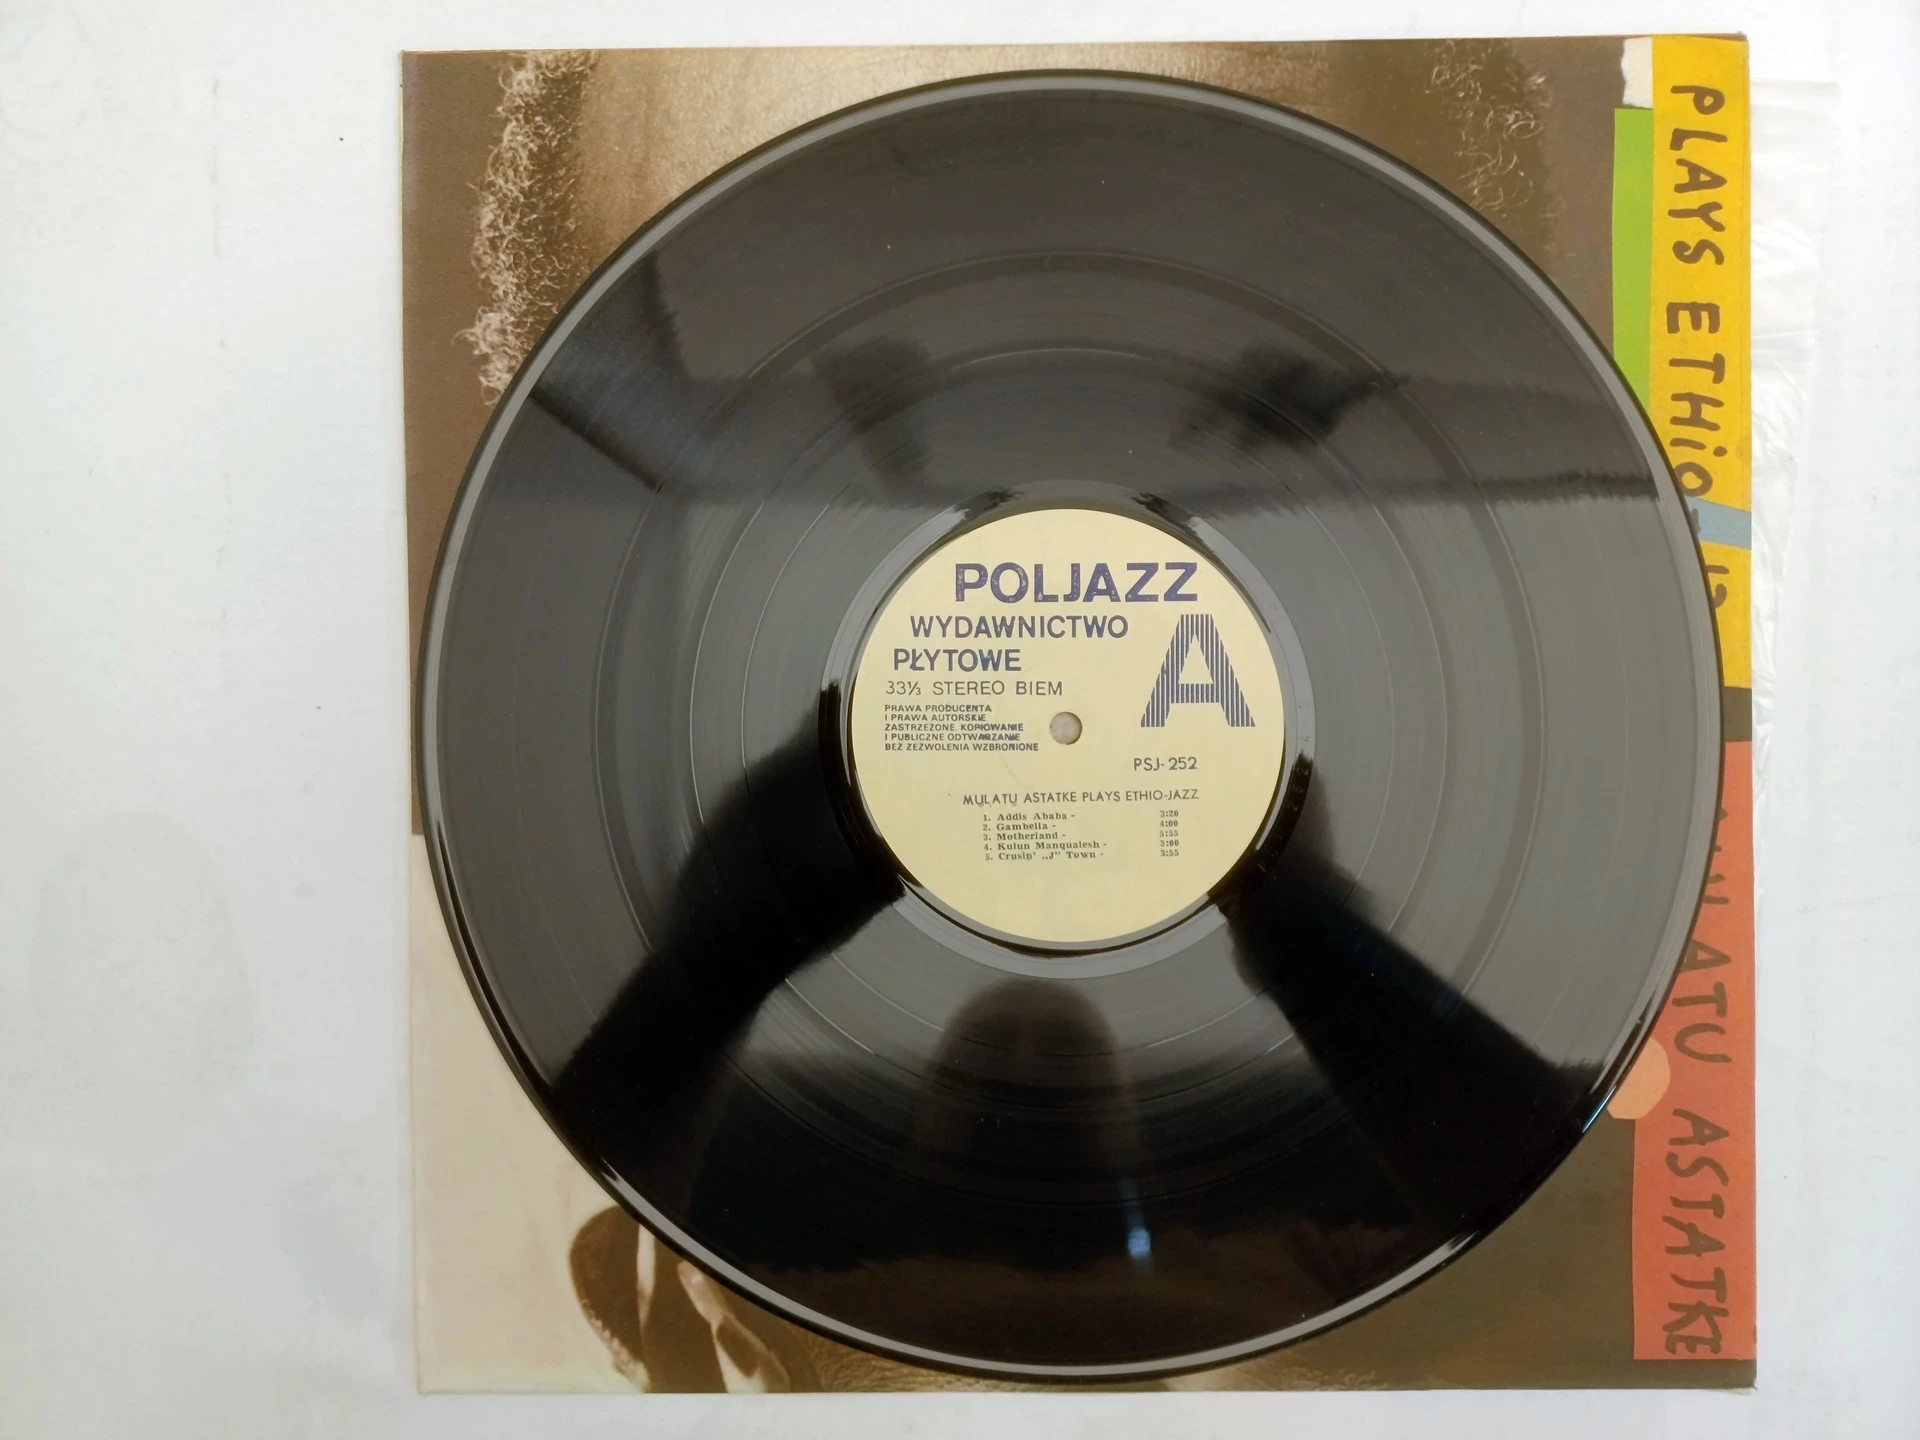 POLJAZZ
WYDAWNICTWO
PŁYTOWE
A
33⅓ STEREO BIEM
PRAWA PRODUCENTA
I PRAWA AUTORSKIE
ZASTRZEŻONE. KOPIOWANIE
I PUBLICZNE ODTWARZANIE
BEZ ZEZWOLENIA WZBRONIONE
PSJ-252
MULATU ASTATKE PLAYS ETHIO-JAZZ
1. Addis Ababa - 3:20
2. Gambella - 4:00
3. Motherland - 5:55
4. Kulun Manqualesh - 3:00
5. Crusin' „J" Town - 3:55
PLAYS ETHiO
ULATU ASTATKE